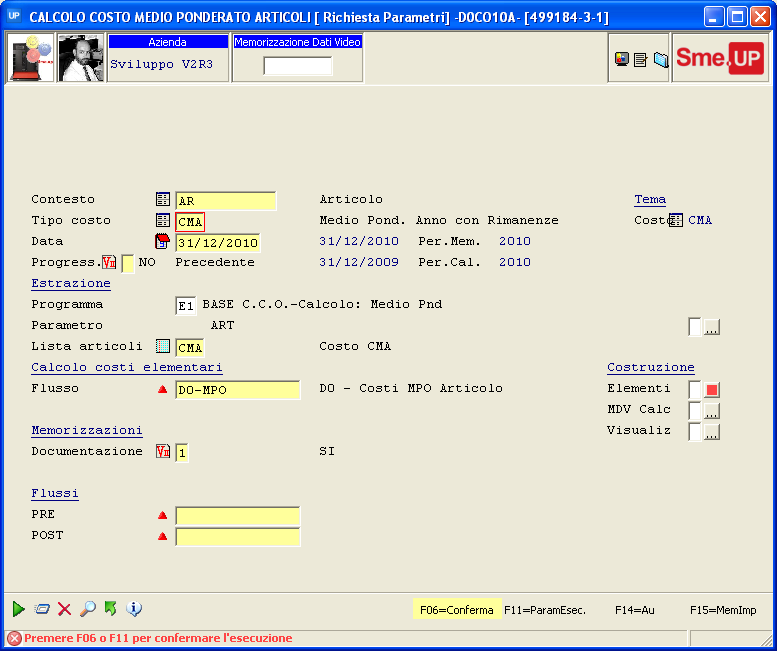 UP CALCOLO COSTO MEDIO PONDERATO ARTICOLI [ Richiesta Parametri] -D0CO10A- [499184-3-1]
Azienda
Sviluppo V2R3
Memorizzazione Dati Video
Sme.UP
Contesto AR Articolo Tema
Tipo costo CMA Medio Pond. Anno con Rimanenze Costo CMA
Data 31/12/2010 31/12/2010 Per.Mem. 2010
Progress. V2 NO Precedente 31/12/2009 Per.Cal. 2010
Estrazione
Programma E1 BASE C.C.O.-Calcolo: Medio Pnd
Parametro ART ...
Lista articoli CMA Costo CMA
Calcolo costi elementari Costruzione
Flusso D0-MPO D0 - Costi MPO Articolo Elementi
MDV Calc ...
Memorizzazioni Visualiz ...
Documentazione V2 1 SI
Flussi
PRE
POST
F06=Conferma F11=ParamEsec. F14=Au F15=MemImp
Premere F06 o F11 per confermare l'esecuzione